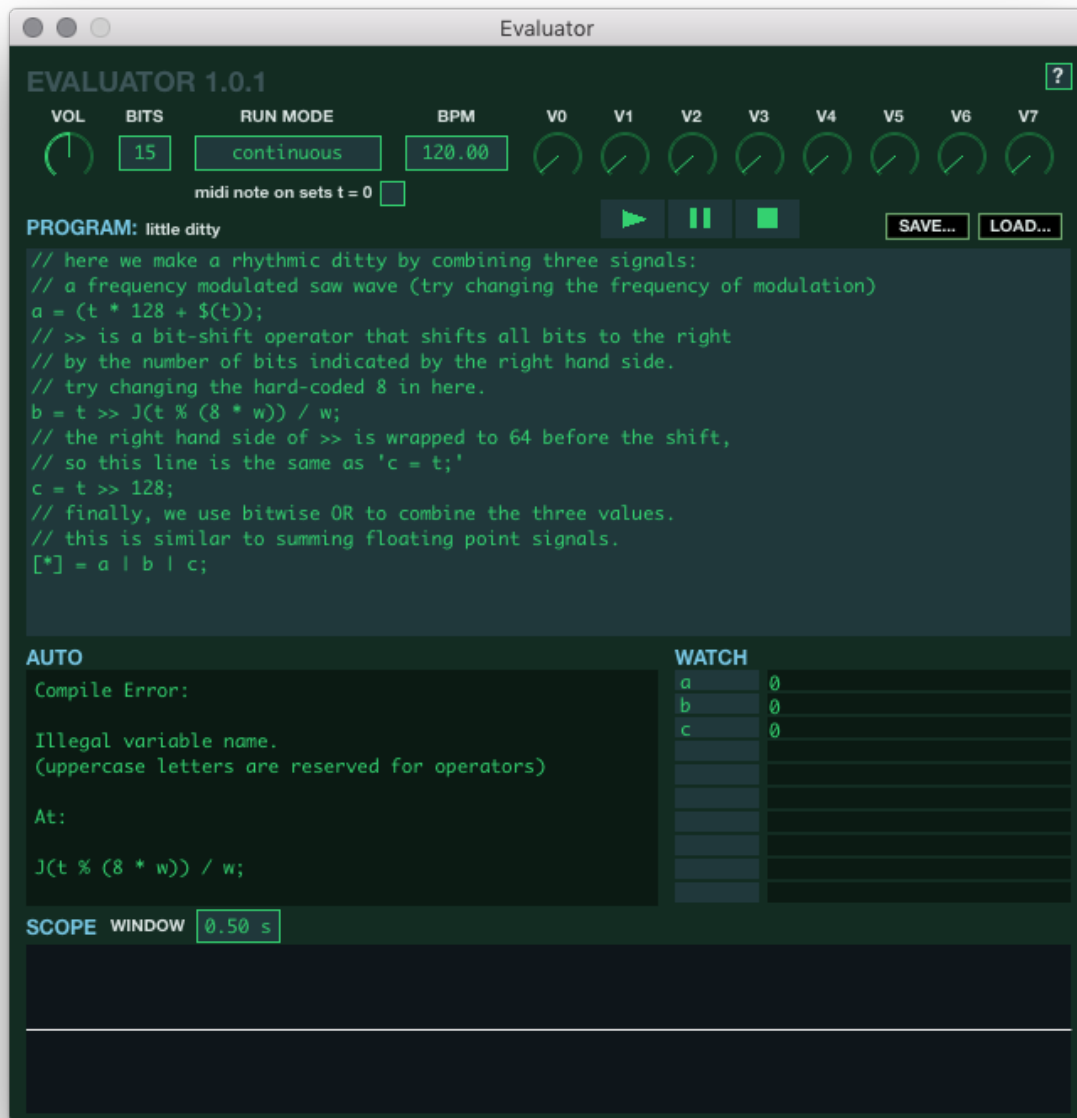 Evaluator
EVALUATOR 1.0.1
?
VOL BITS RUN MODE BPM V0 V1 V2 V3 V4 V5 V6 V7
15 continuous 120.00
midi note on sets t = 0
PROGRAM: little ditty SAVE... LOAD...
// here we make a rhythmic ditty by combining three signals:
// a frequency modulated saw wave (try changing the frequency of modulation)
a = (t * 128 + $(t));
// >> is a bit-shift operator that shifts all bits to the right
// by the number of bits indicated by the right hand side.
// try changing the hard-coded 8 in here.
b = t >> J(t % (8 * w)) / w;
// the right hand side of >> is wrapped to 64 before the shift,
// so this line is the same as 'c = t;'
c = t >> 128;
// finally, we use bitwise OR to combine the three values.
// this is similar to summing floating point signals.
[*] = a | b | c;
AUTO
Compile Error:
Illegal variable name.
(uppercase letters are reserved for operators)
At:
J(t % (8 * w)) / w;
WATCH
a 0
b 0
c 0
SCOPE WINDOW 0.50 s